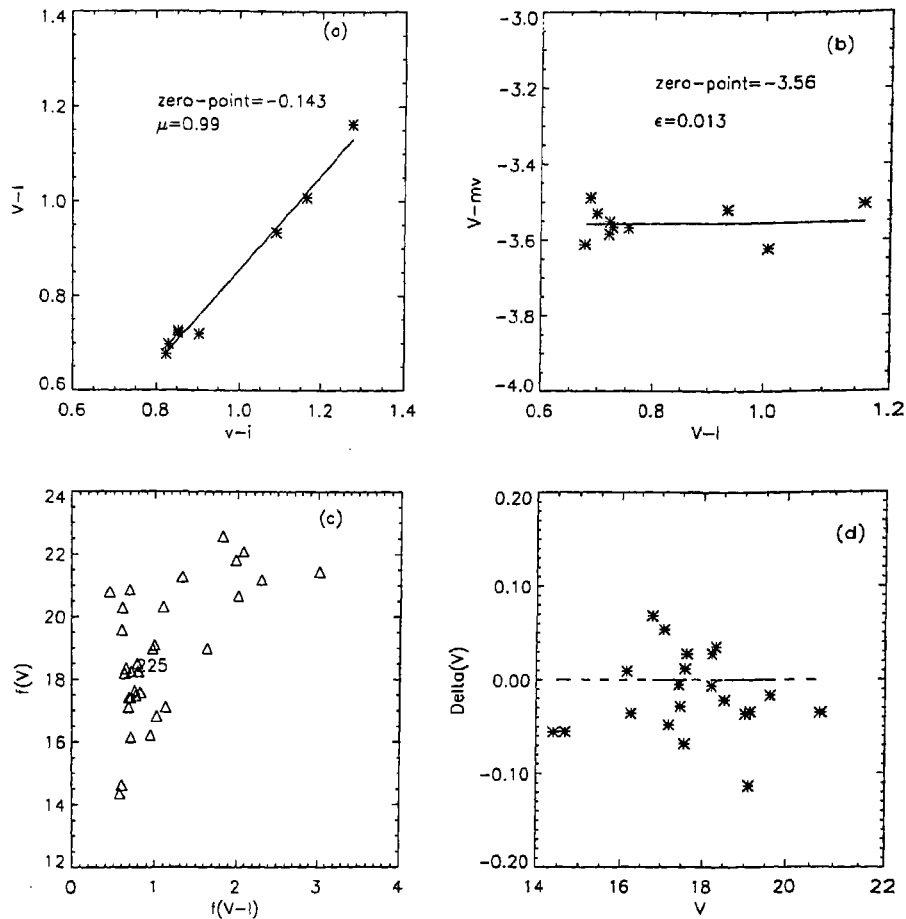 (a)
zero-point=-0.143
μ=0.99
1.4
1.2
1.0
0.8
0.6
V-I
0.6 0.8 1.0 1.2 1.4
v-i
(b)
zero-point=-3.56
ε=0.013
-3.0
-3.2
-3.4
-3.6
-3.8
-4.0
V-mv
0.6 0.8 1.0 1.2
V-I
(c)
225
24
22
20
18
16
14
12
f(V)
0 1 2 3 4
f(V-I)
(d)
0.20
0.10
0.00
-0.10
-0.20
Delta(V)
14 16 18 20 22
V